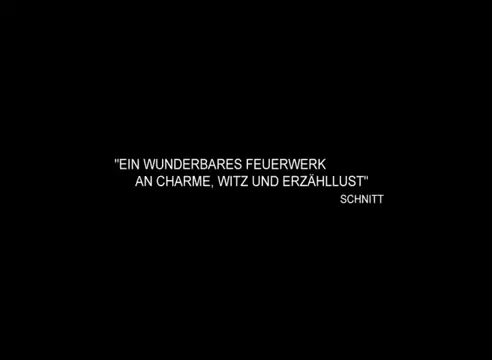 "EIN WUNDERBARES FEUERWERK
AN CHARME, WITZ UND ERZÄHLLUST"
SCHNITT